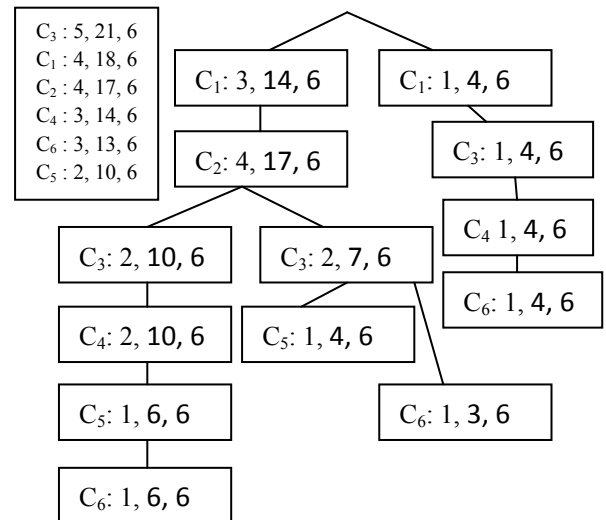 C₃ : 5, 21, 6
C₁ : 4, 18, 6
C₂ : 4, 17, 6
C₄ : 3, 14, 6
C₆ : 3, 13, 6
C₅ : 2, 10, 6
C₁: 3, 14, 6
C₁: 1, 4, 6
C₂: 4, 17, 6
C₃: 1, 4, 6
C₃: 2, 10, 6
C₃: 2, 7, 6
C₄ 1, 4, 6
C₄: 2, 10, 6
C₅: 1, 4, 6
C₆: 1, 4, 6
C₅: 1, 6, 6
C₆: 1, 3, 6
C₆: 1, 6, 6